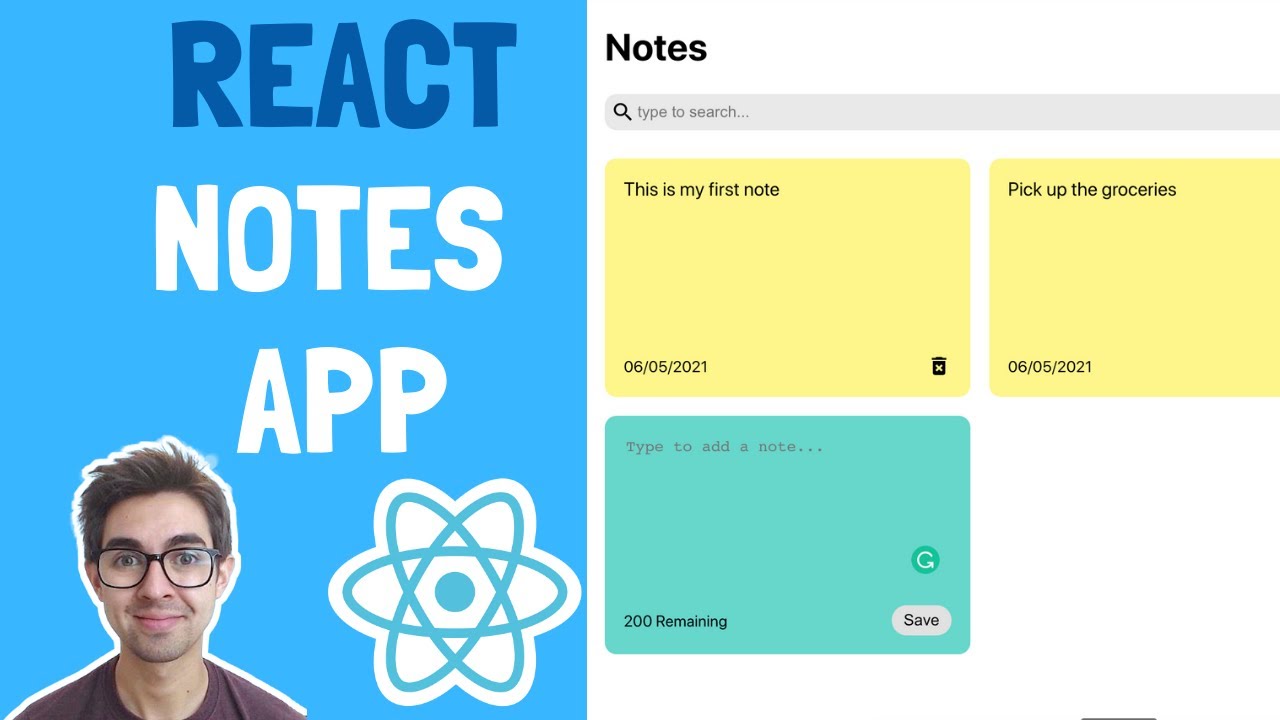 REACT
NOTES
APP
Notes
type to search...
This is my first note
06/05/2021
Pick up the groceries
06/05/2021
Type to add a note...
200 Remaining
Save